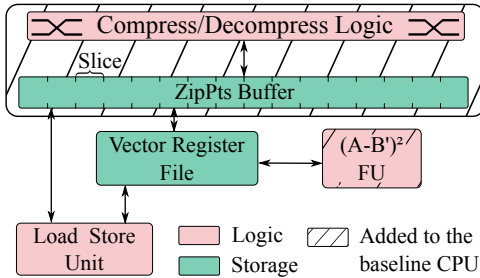 Compress/Decompress Logic
Slice
ZipPts Buffer
Vector Register
File
(A-B')²
FU
Load Store
Unit
Logic
Storage
Added to the
baseline CPU